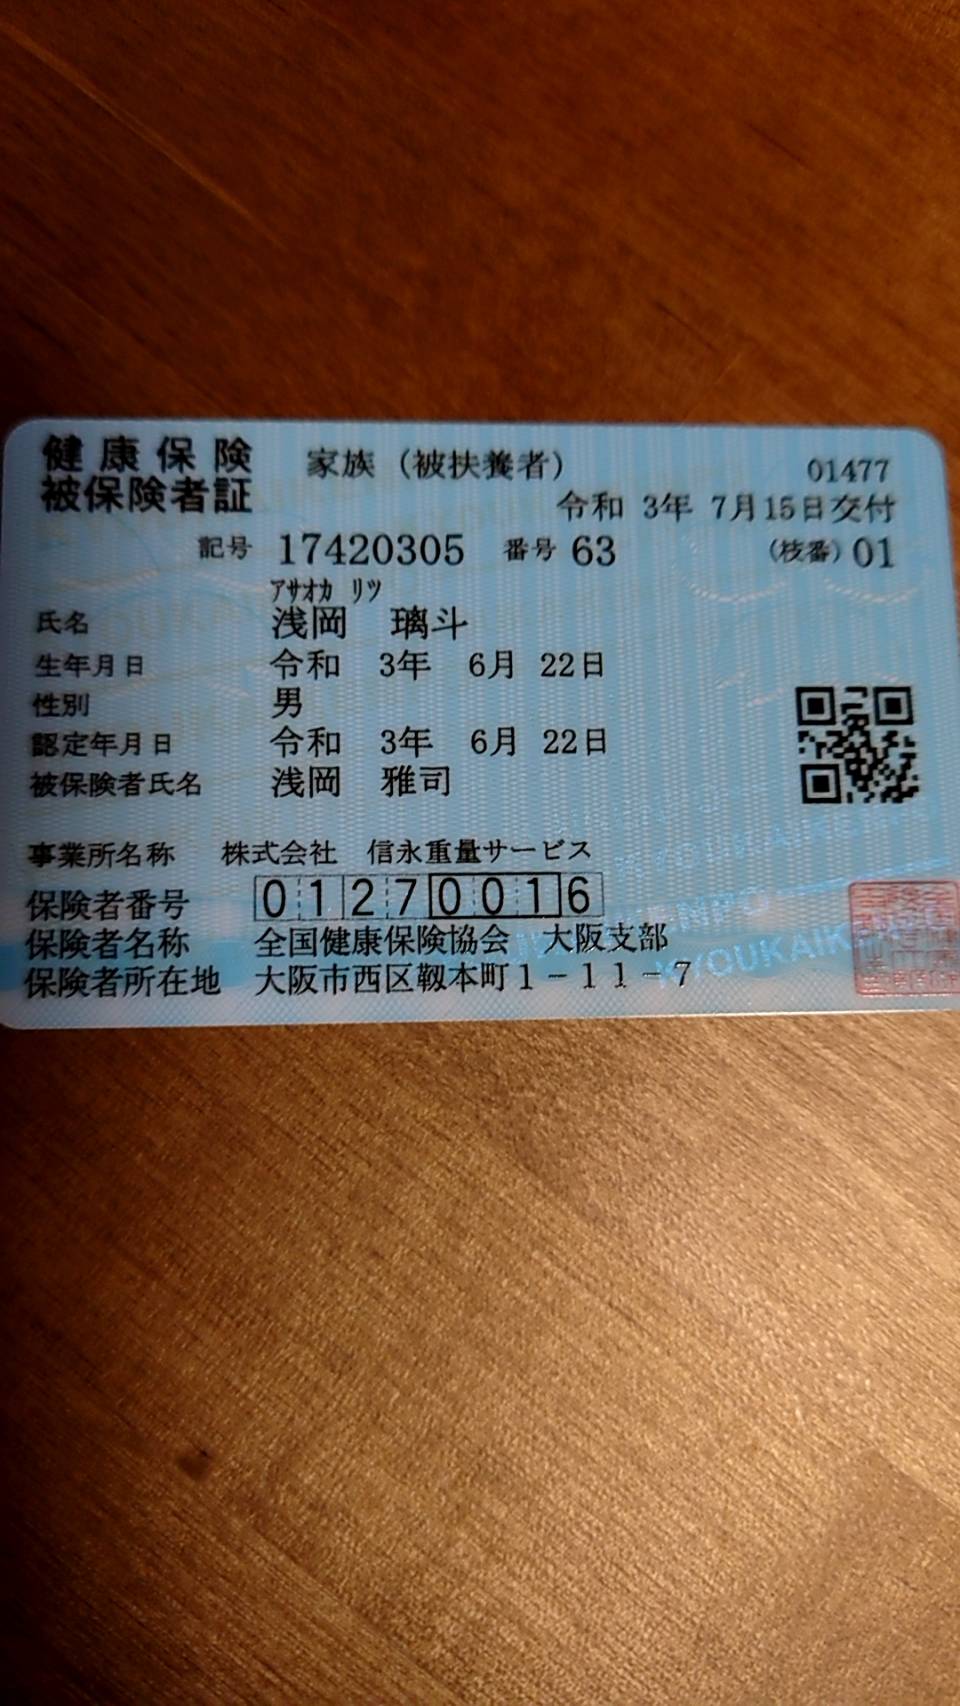 健康保険 家族（被扶養者） 01477
被保険者証 令和 3年 7月15日交付
記号 17420305 番号 63 （枝番）01
アサオカ リツ
氏名 浅岡 璃斗
生年月日 令和 3年 6月 22日
性別 男
認定年月日 令和 3年 6月 22日
被保険者氏名 浅岡 雅司
事業所名称 株式会社 信永重量サービス
保険者番号 01270016
保険者名称 全国健康保険協会 大阪支部
保険者所在地 大阪市西区靱本町1－11－7